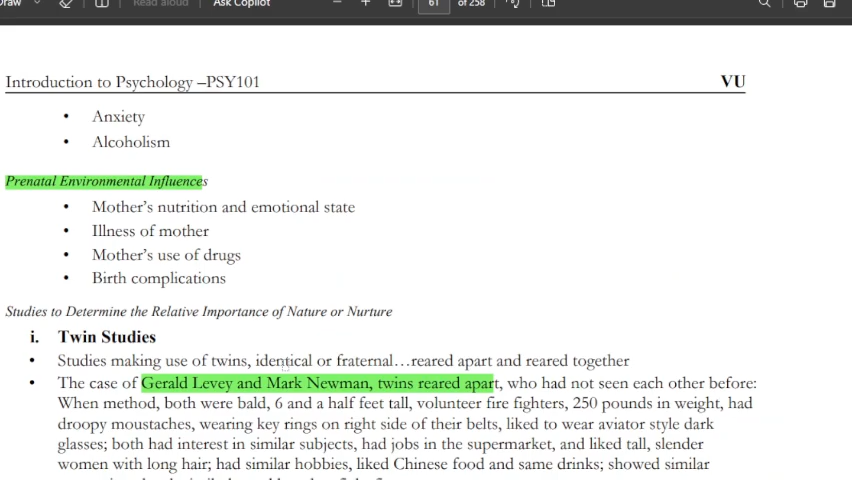 Draw
Read aloud
Ask Copilot
61
of 258
Introduction to Psychology –PSY101 VU
• Anxiety
• Alcoholism
Prenatal Environmental Influences
• Mother's nutrition and emotional state
• Illness of mother
• Mother's use of drugs
• Birth complications
Studies to Determine the Relative Importance of Nature or Nurture
i. Twin Studies
• Studies making use of twins, identical or fraternal…reared apart and reared together
• The case of Gerald Levey and Mark Newman, twins reared apart, who had not seen each other before:
When method, both were bald, 6 and a half feet tall, volunteer fire fighters, 250 pounds in weight, had
droopy moustaches, wearing key rings on right side of their belts, liked to wear aviator style dark
glasses; both had interest in similar subjects, had jobs in the supermarket, and liked tall, slender
women with long hair; had similar hobbies, liked Chinese food and same drinks; showed similar